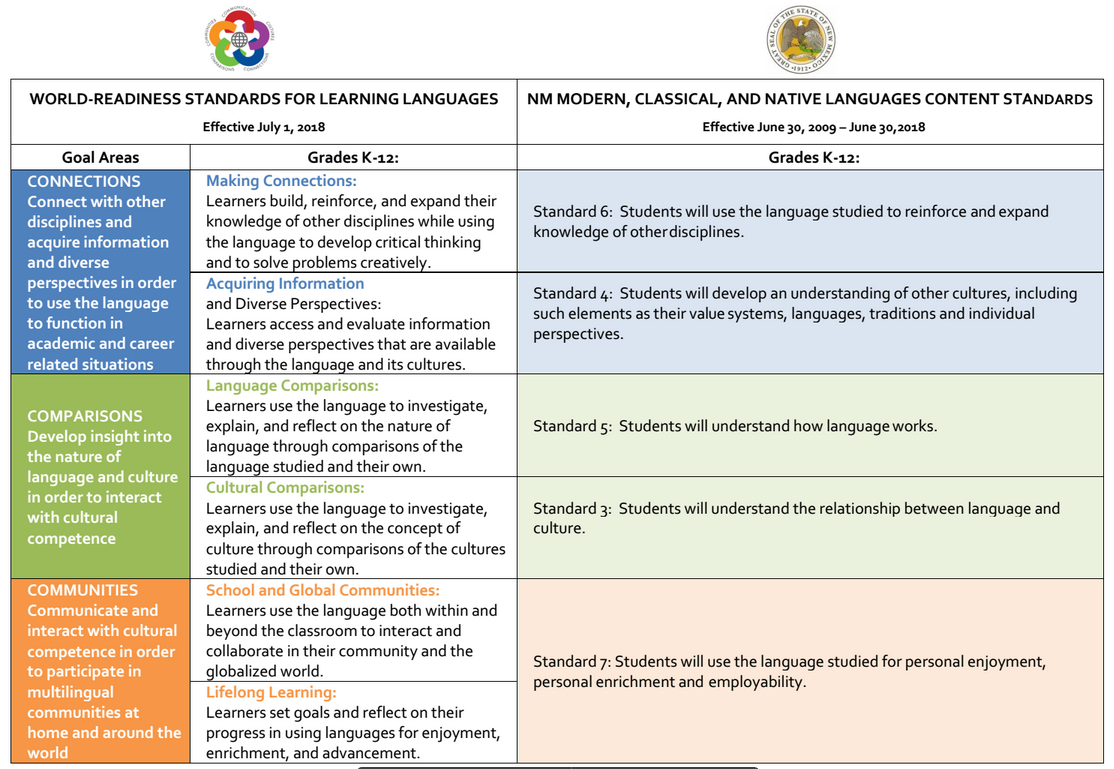 COMMUNICATION
CULTURES
CONNECTIONS
COMPARISONS
COMMUNITIES
GREAT SEAL OF THE STATE OF NEW MEXICO
•1912•
WORLD-READINESS STANDARDS FOR LEARNING LANGUAGES
Effective July 1, 2018
NM MODERN, CLASSICAL, AND NATIVE LANGUAGES CONTENT STANDARDS
Effective June 30, 2009 – June 30,2018
Goal Areas
Grades K-12:
Grades K-12:
CONNECTIONS
Connect with other
disciplines and
acquire information
and diverse
perspectives in order
to use the language
to function in
academic and career
related situations
Making Connections:
Learners build, reinforce, and expand their
knowledge of other disciplines while using
the language to develop critical thinking
and to solve problems creatively.
Standard 6: Students will use the language studied to reinforce and expand
knowledge of other disciplines.
Acquiring Information
and Diverse Perspectives:
Learners access and evaluate information
and diverse perspectives that are available
through the language and its cultures.
Standard 4: Students will develop an understanding of other cultures, including
such elements as their value systems, languages, traditions and individual
perspectives.
COMPARISONS
Develop insight into
the nature of
language and culture
in order to interact
with cultural
competence
Language Comparisons:
Learners use the language to investigate,
explain, and reflect on the nature of
language through comparisons of the
language studied and their own.
Standard 5: Students will understand how language works.
Cultural Comparisons:
Learners use the language to investigate,
explain, and reflect on the concept of
culture through comparisons of the cultures
studied and their own.
Standard 3: Students will understand the relationship between language and
culture.
COMMUNITIES
Communicate and
interact with cultural
competence in order
to participate in
multilingual
communities at
home and around the
world
School and Global Communities:
Learners use the language both within and
beyond the classroom to interact and
collaborate in their community and the
globalized world.
Lifelong Learning:
Learners set goals and reflect on their
progress in using languages for enjoyment,
enrichment, and advancement.
Standard 7: Students will use the language studied for personal enjoyment,
personal enrichment and employability.